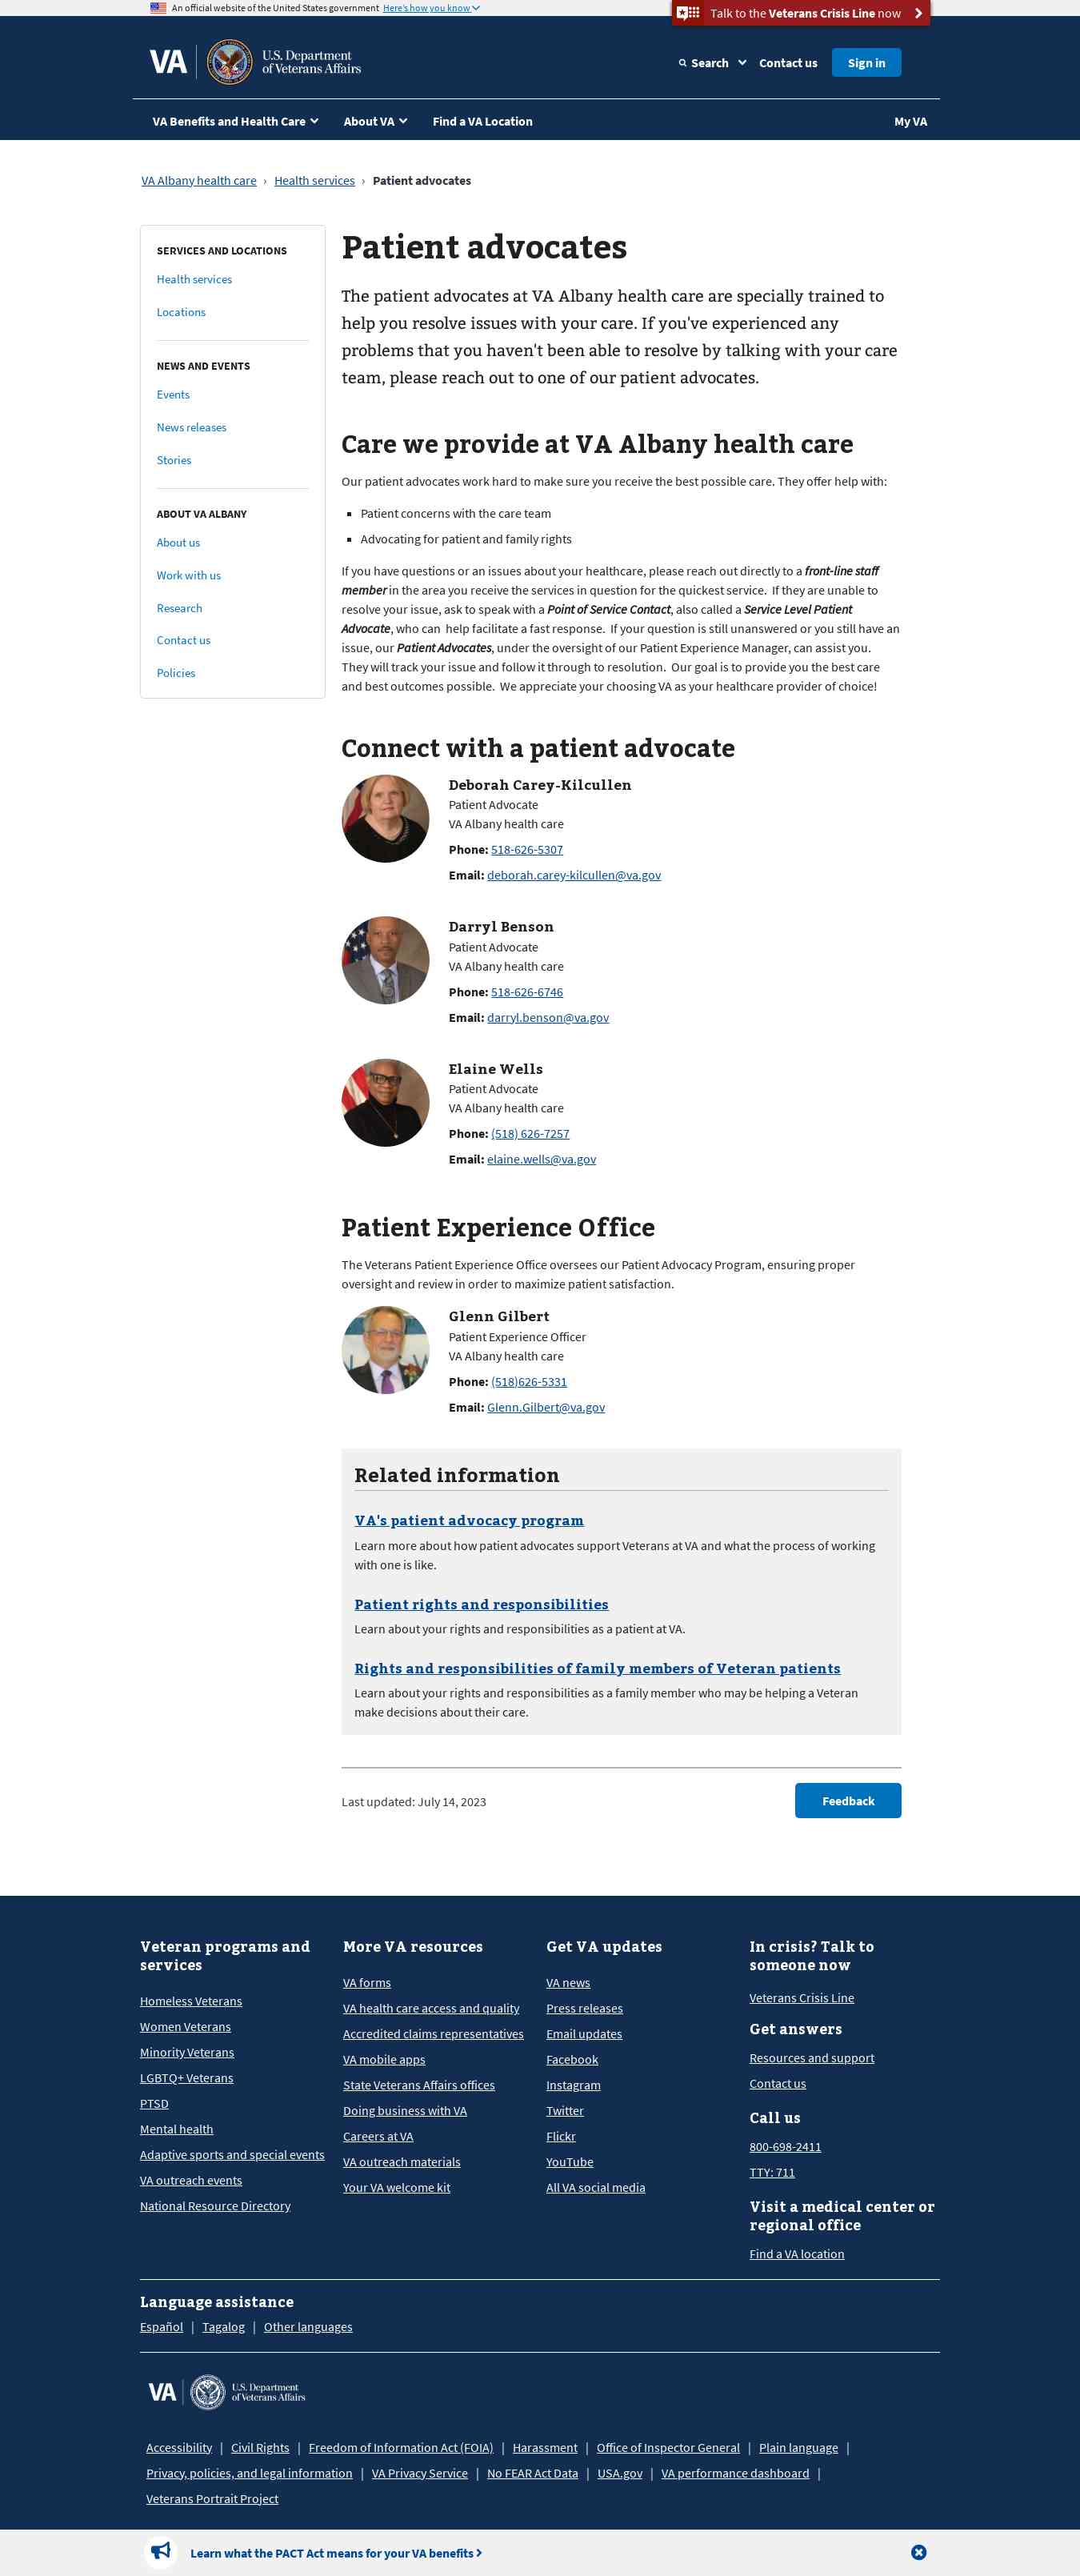 An official website of the United States government Here's how you know
Talk to the Veterans Crisis Line now
VA
U.S. Department
of Veterans Affairs
Search
Contact us
Sign in
VA Benefits and Health Care
About VA
Find a VA Location
My VA
VA Albany health care › Health services › Patient advocates
SERVICES AND LOCATIONS
Health services
Locations
NEWS AND EVENTS
Events
News releases
Stories
ABOUT VA ALBANY
About us
Work with us
Research
Contact us
Policies
Patient advocates
The patient advocates at VA Albany health care are specially trained to
help you resolve issues with your care. If you've experienced any
problems that you haven't been able to resolve by talking with your care
team, please reach out to one of our patient advocates.
Care we provide at VA Albany health care
Our patient advocates work hard to make sure you receive the best possible care. They offer help with:
Patient concerns with the care team
Advocating for patient and family rights
If you have questions or an issues about your healthcare, please reach out directly to a front-line staff
member in the area you receive the services in question for the quickest service. If they are unable to
resolve your issue, ask to speak with a Point of Service Contact, also called a Service Level Patient
Advocate, who can help facilitate a fast response. If your question is still unanswered or you still have an
issue, our Patient Advocates, under the oversight of our Patient Experience Manager, can assist you.
They will track your issue and follow it through to resolution. Our goal is to provide you the best care
and best outcomes possible. We appreciate your choosing VA as your healthcare provider of choice!
Connect with a patient advocate
Deborah Carey-Kilcullen
Patient Advocate
VA Albany health care
Phone: 518-626-5307
Email: deborah.carey-kilcullen@va.gov
Darryl Benson
Patient Advocate
VA Albany health care
Phone: 518-626-6746
Email: darryl.benson@va.gov
Elaine Wells
Patient Advocate
VA Albany health care
Phone: (518) 626-7257
Email: elaine.wells@va.gov
Patient Experience Office
The Veterans Patient Experience Office oversees our Patient Advocacy Program, ensuring proper
oversight and review in order to maximize patient satisfaction.
Glenn Gilbert
Patient Experience Officer
VA Albany health care
Phone: (518)626-5331
Email: Glenn.Gilbert@va.gov
Related information
VA's patient advocacy program
Learn more about how patient advocates support Veterans at VA and what the process of working
with one is like.
Patient rights and responsibilities
Learn about your rights and responsibilities as a patient at VA.
Rights and responsibilities of family members of Veteran patients
Learn about your rights and responsibilities as a family member who may be helping a Veteran
make decisions about their care.
Last updated: July 14, 2023
Feedback
Veteran programs and
services
Homeless Veterans
Women Veterans
Minority Veterans
LGBTQ+ Veterans
PTSD
Mental health
Adaptive sports and special events
VA outreach events
National Resource Directory
More VA resources
VA forms
VA health care access and quality
Accredited claims representatives
VA mobile apps
State Veterans Affairs offices
Doing business with VA
Careers at VA
VA outreach materials
Your VA welcome kit
Get VA updates
VA news
Press releases
Email updates
Facebook
Instagram
Twitter
Flickr
YouTube
All VA social media
In crisis? Talk to
someone now
Veterans Crisis Line
Get answers
Resources and support
Contact us
Call us
800-698-2411
TTY: 711
Visit a medical center or
regional office
Find a VA location
Language assistance
Español | Tagalog | Other languages
VA
U.S. Department
of Veterans Affairs
Accessibility | Civil Rights | Freedom of Information Act (FOIA) | Harassment | Office of Inspector General | Plain language |
Privacy, policies, and legal information | VA Privacy Service | No FEAR Act Data | USA.gov | VA performance dashboard |
Veterans Portrait Project
Learn what the PACT Act means for your VA benefits